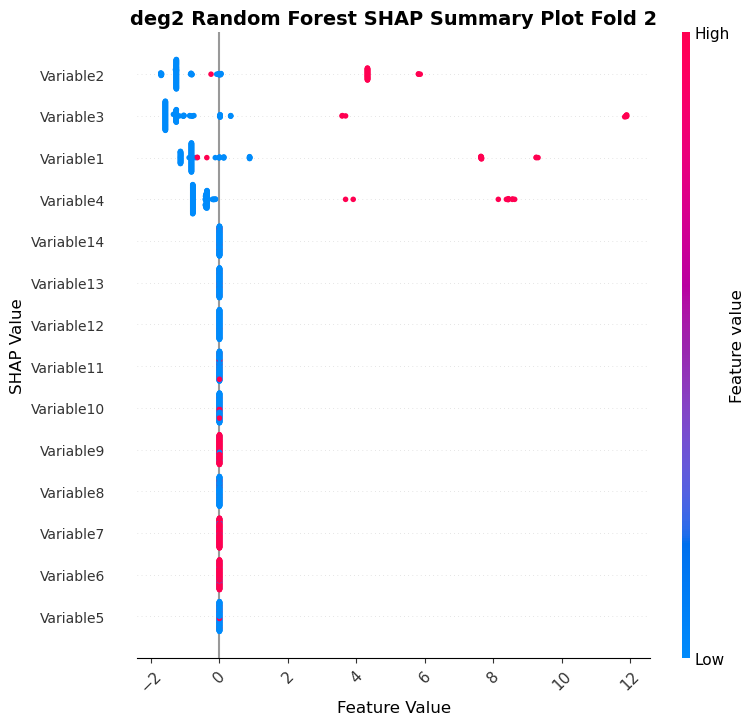 deg2 Random Forest SHAP Summary Plot Fold 2
High
Variable2
Variable3
Variable1
Variable4
Variable14
Variable13
Variable12
Variable11
Variable10
Variable9
Variable8
Variable7
Variable6
Variable5
SHAP Value
Feature value
Low
−2
0
2
4
6
8
10
12
Feature Value